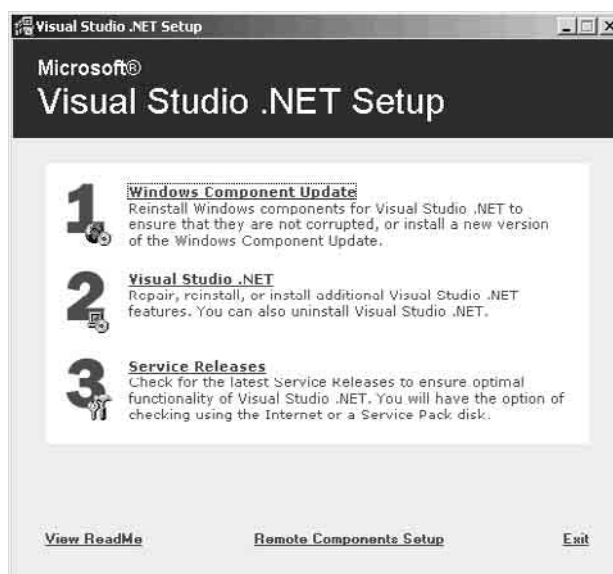 Visual Studio .NET Setup
Microsoft®
Visual Studio .NET Setup
1
Windows Component Update
Reinstall Windows components for Visual Studio .NET to
ensure that they are not corrupted, or install a new version
of the Windows Component Update.
2
Visual Studio .NET
Repair, reinstall, or install additional Visual Studio .NET
features. You can also uninstall Visual Studio .NET.
3
Service Releases
Check for the latest Service Releases to ensure optimal
functionality of Visual Studio .NET. You will have the option of
checking using the Internet or a Service Pack disk.
View ReadMe
Remote Components Setup
Exit